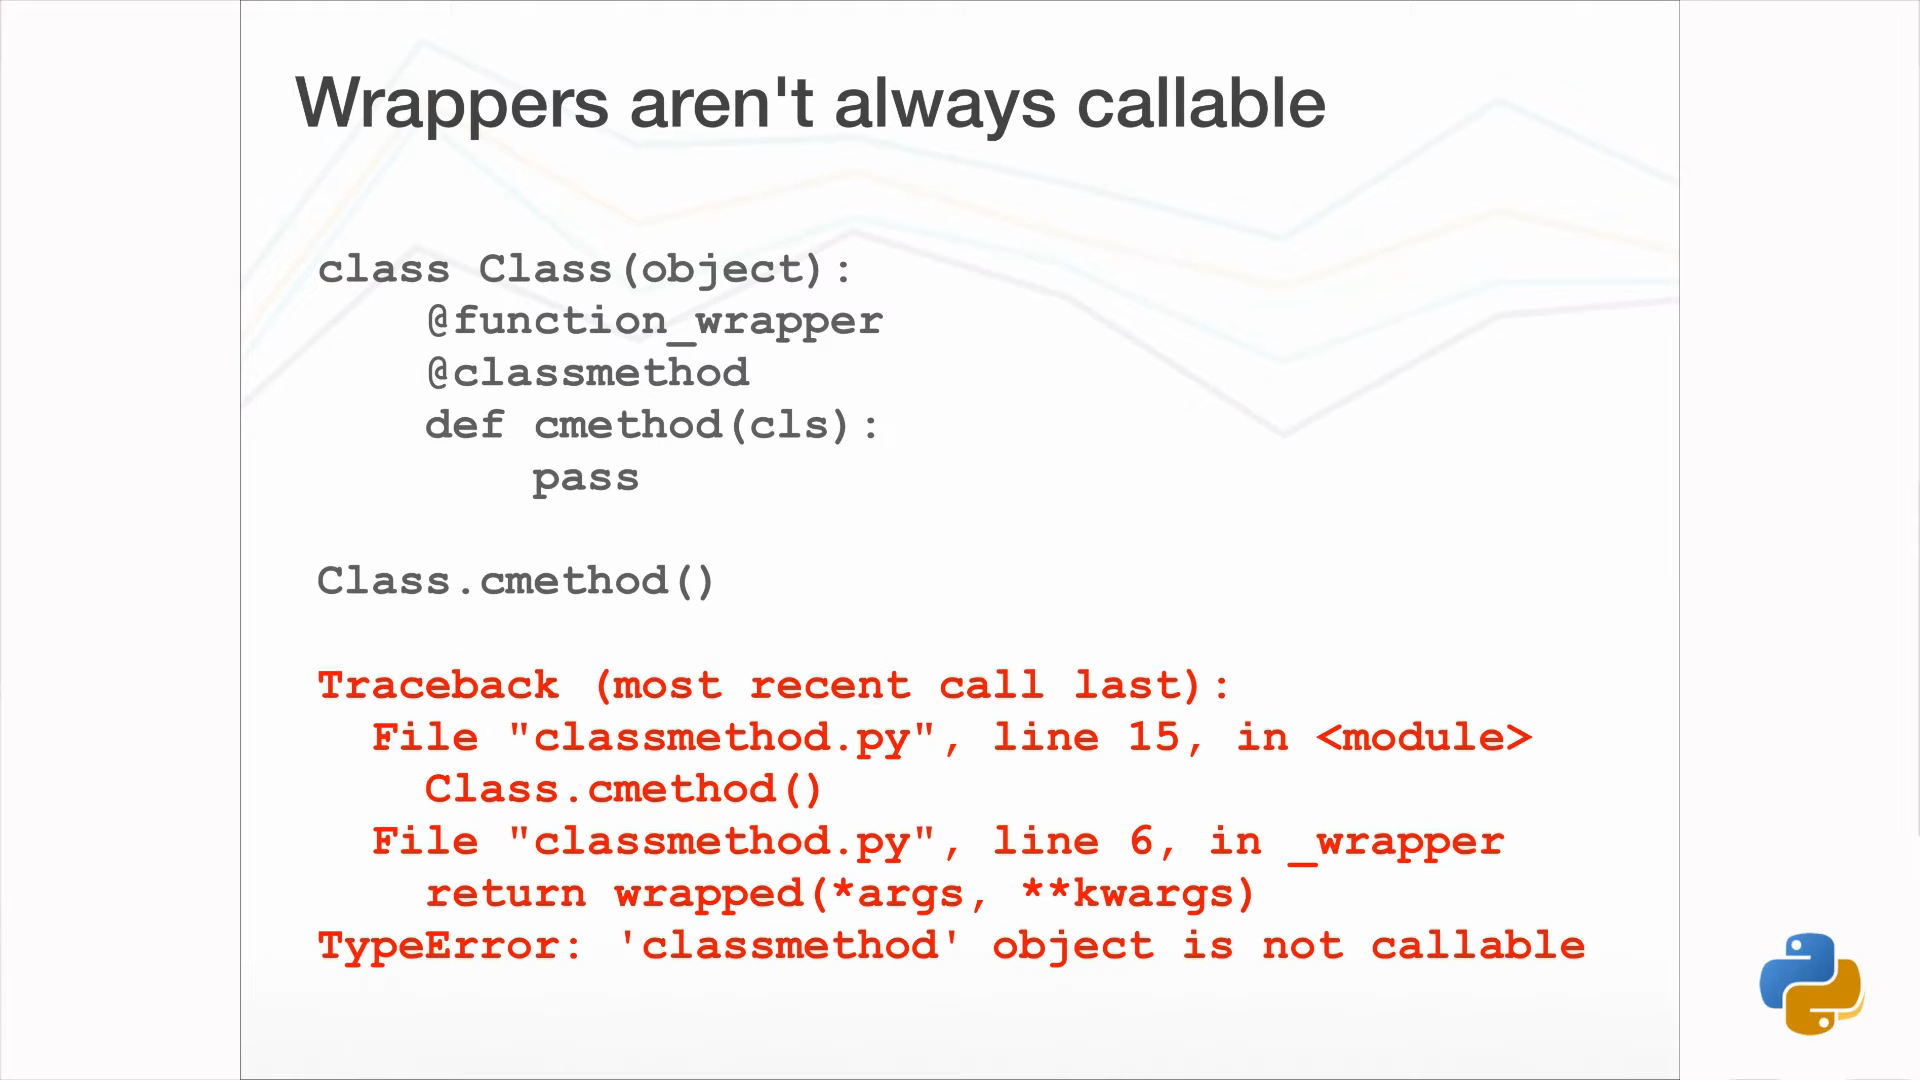 Wrappers aren't always callable
class Class(object):
    @function_wrapper
    @classmethod
    def cmethod(cls):
        pass
Class.cmethod()
Traceback (most recent call last):
  File "classmethod.py", line 15, in <module>
    Class.cmethod()
  File "classmethod.py", line 6, in _wrapper
    return wrapped(*args, **kwargs)
TypeError: 'classmethod' object is not callable